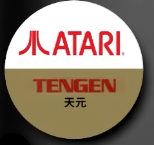 ATARI
TENGEN
天元